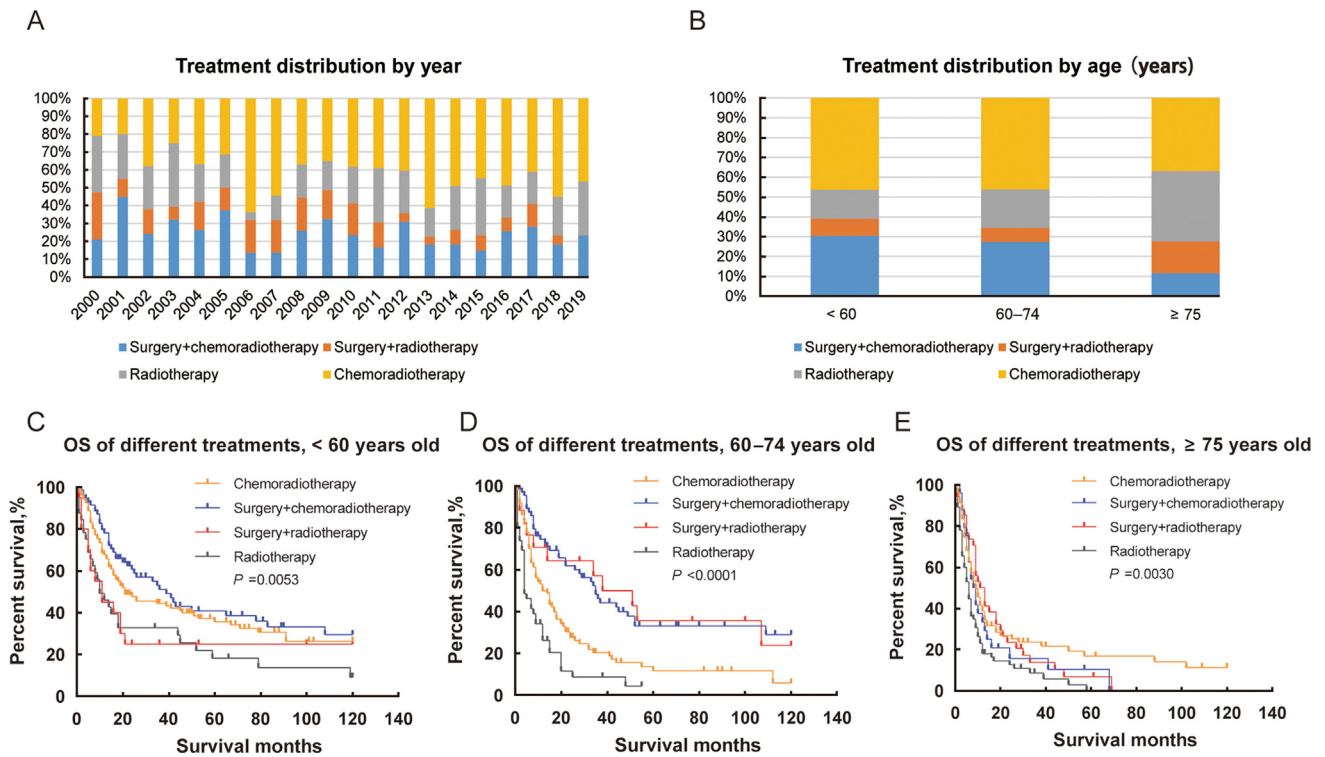 A
Treatment distribution by year
100%
90%
80%
70%
60%
50%
40%
30%
20%
10%
0%
2000
2001
2002
2003
2004
2005
2006
2007
2008
2009
2010
2011
2012
2013
2014
2015
2016
2017
2018
2019
Surgery+chemoradiotherapy
Surgery+radiotherapy
Radiotherapy
Chemoradiotherapy
B
Treatment distribution by age (years)
100%
90%
80%
70%
60%
50%
40%
30%
20%
10%
0%
< 60
60–74
≥ 75
Surgery+chemoradiotherapy
Surgery+radiotherapy
Radiotherapy
Chemoradiotherapy
C
OS of different treatments, < 60 years old
Chemoradiotherapy
Surgery+chemoradiotherapy
Surgery+radiotherapy
Radiotherapy
P =0.0053
Percent survival,%
100
80
60
40
20
0
0 20 40 60 80 100 120 140
Survival months
D
OS of different treatments, 60–74 years old
Chemoradiotherapy
Surgery+chemoradiotherapy
Surgery+radiotherapy
Radiotherapy
P <0.0001
Percent survival,%
100
80
60
40
20
0
0 20 40 60 80 100 120 140
Survival months
E
OS of different treatments, ≥ 75 years old
Chemoradiotherapy
Surgery+chemoradiotherapy
Surgery+radiotherapy
Radiotherapy
P =0.0030
Percent survival,%
100
80
60
40
20
0
0 20 40 60 80 100 120 140
Survival months